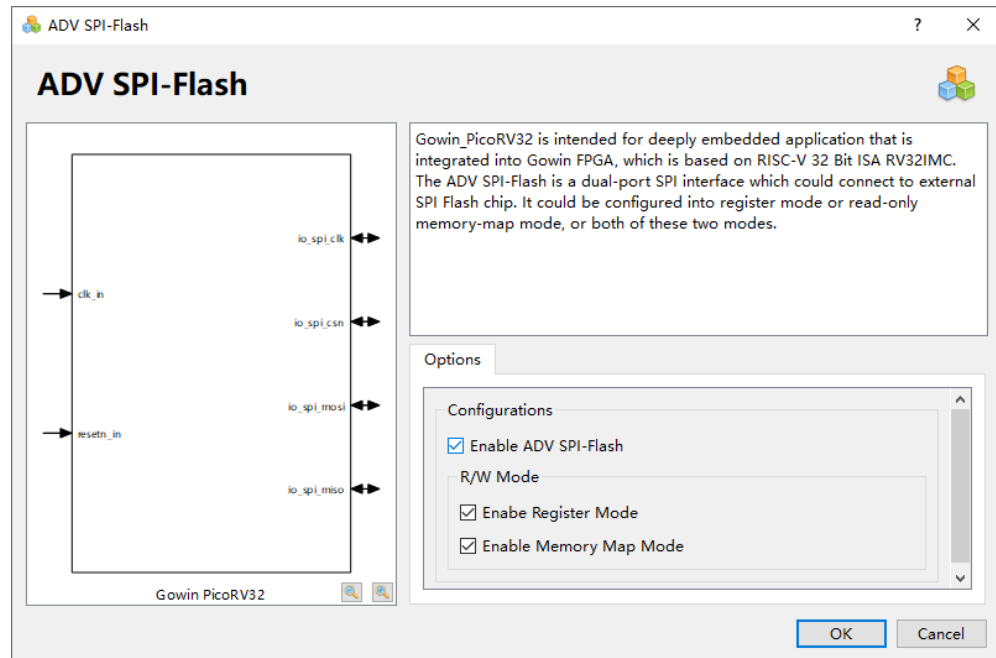 ADV SPI-Flash
?
ADV SPI-Flash
io_spi_clk
clk_in
io_spi_csn
io_spi_mosi
resetn_in
io_spi_miso
Gowin PicoRV32
Gowin_PicoRV32 is intended for deeply embedded application that is
integrated into Gowin FPGA, which is based on RISC-V 32 Bit ISA RV32IMC.
The ADV SPI-Flash is a dual-port SPI interface which could connect to external
SPI Flash chip. It could be configured into register mode or read-only
memory-map mode, or both of these two modes.
Options
Configurations
Enable ADV SPI-Flash
R/W Mode
Enabe Register Mode
Enable Memory Map Mode
OK
Cancel